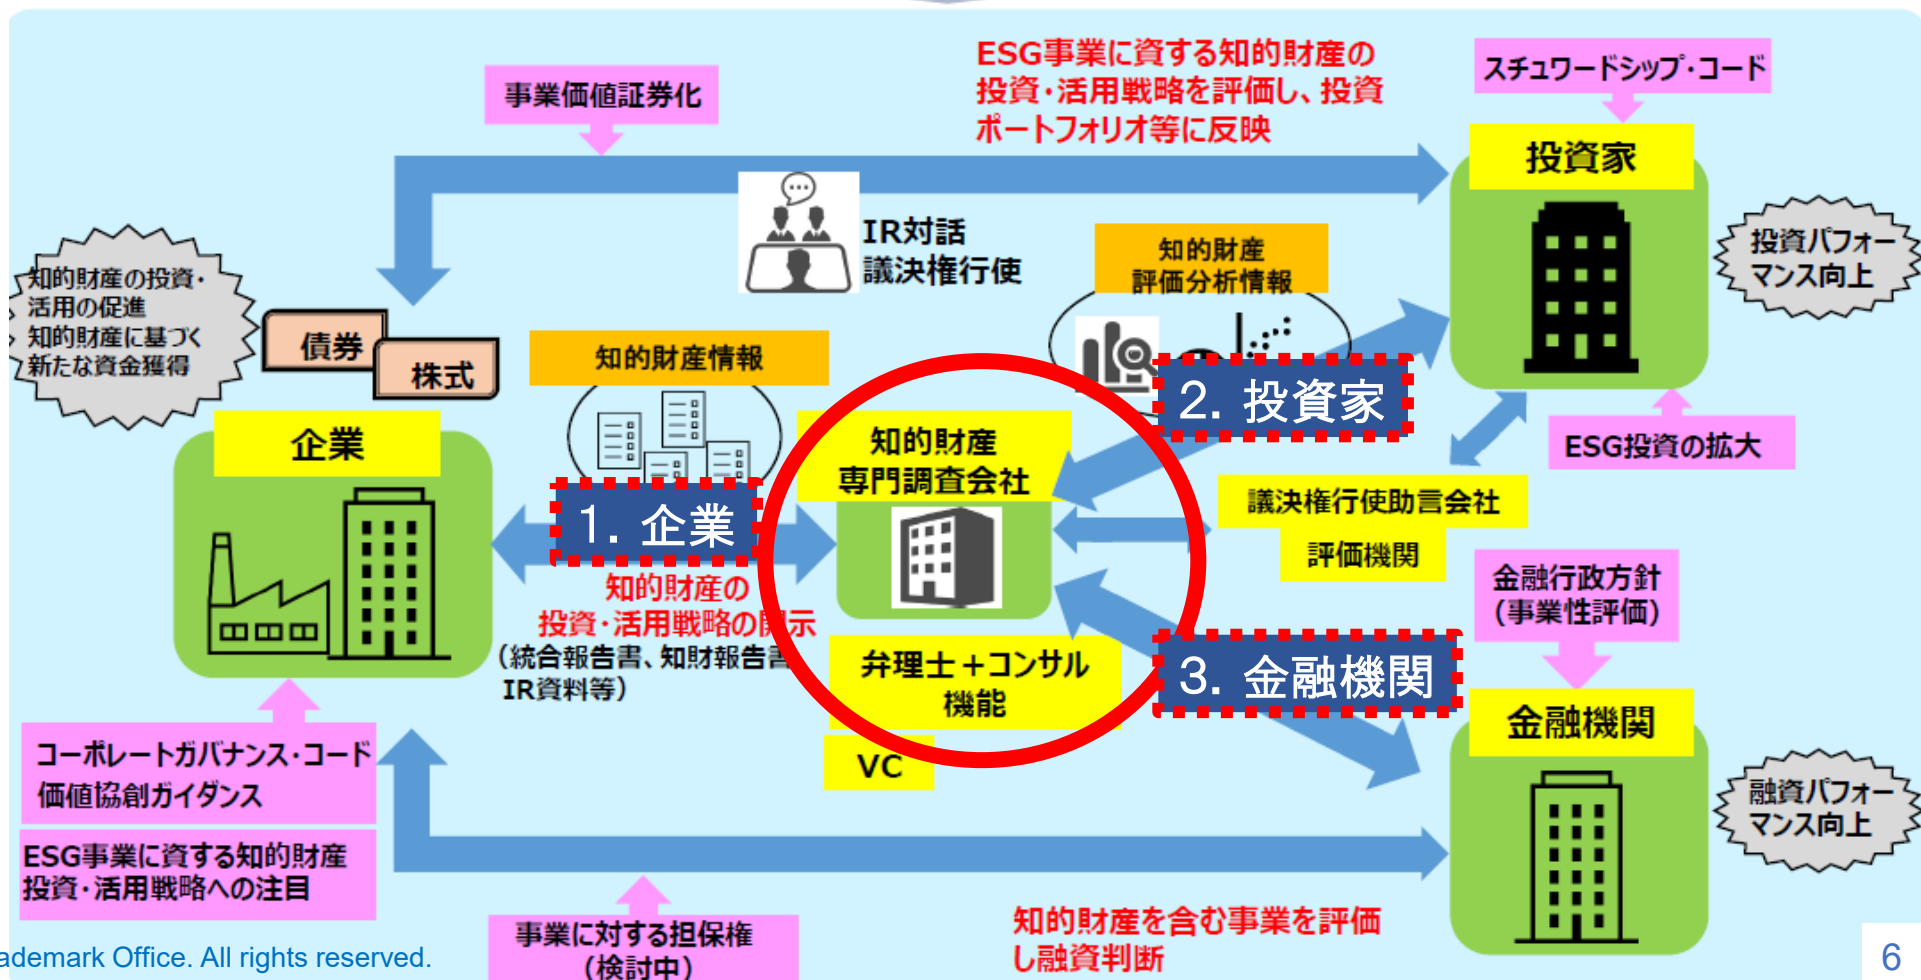 ESG事業に資する知的財産の
投資・活用戦略を評価し、投資
ポートフォリオ等に反映
スチュワードシップ・コード
事業価値証券化
投資家
IR対話
議決権行使
知的財産
評価分析情報
投資パフォー
マンス向上
知的財産の投資・
活用の促進
知的財産に基づく
新たな資金獲得
債券
株式
知的財産情報
2. 投資家
企業
知的財産
専門調査会社
ESG投資の拡大
1. 企業
議決権行使助言会社
評価機関
知的財産の
投資・活用戦略の開示
（統合報告書、知財報告書
IR資料等）
金融行政方針
（事業性評価）
弁理士＋コンサル
機能
3. 金融機関
VC
金融機関
コーポレートガバナンス・コード
価値協創ガイダンス
融資パフォー
マンス向上
ESG事業に資する知的財産
投資・活用戦略への注目
事業に対する担保権
（検討中）
知的財産を含む事業を評価
し融資判断
ademark Office. All rights reserved.
6